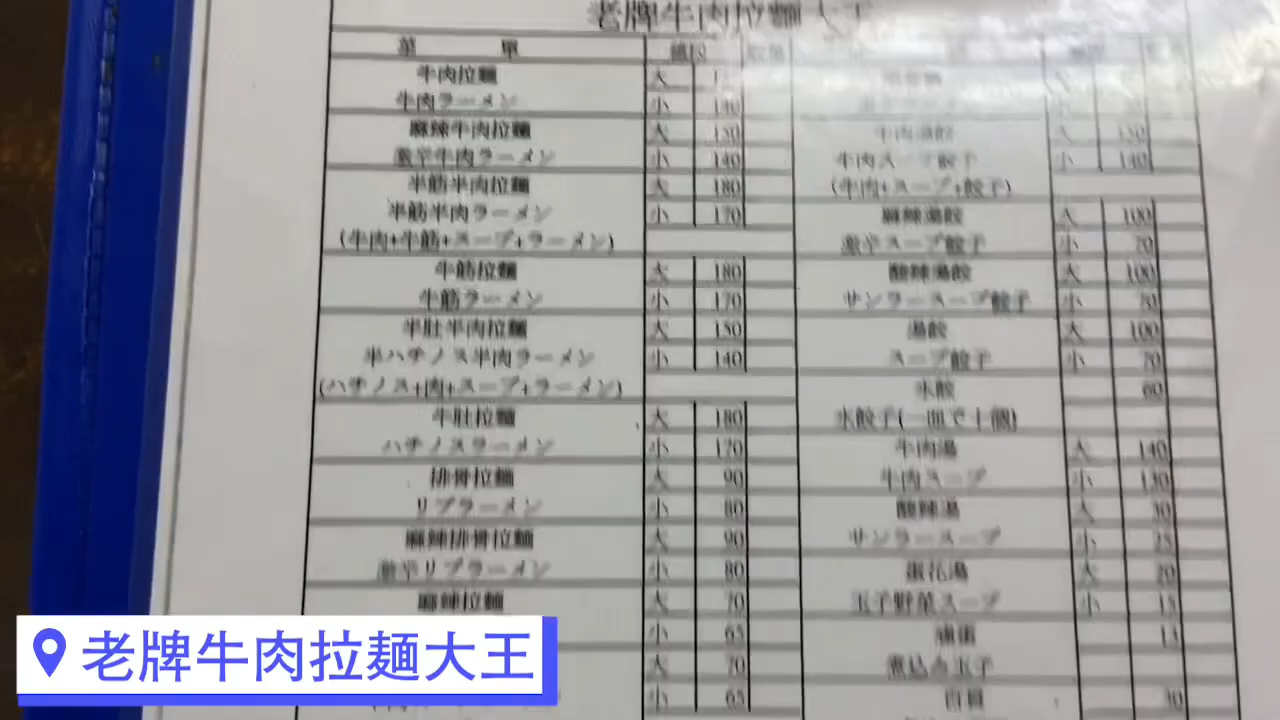 老牌牛肉拉麵大王
菜 單
牛肉拉麵 大
牛肉ラーメン 小 140
麻辣牛肉拉麵 大 150
激辛牛肉ラーメン 小 140
半筋半肉拉麵 大 180
半筋半肉ラーメン 小 170
(牛肉+牛筋+スープ+ラーメン)
牛筋拉麵 大 180
牛筋ラーメン 小 170
半肚半肉拉麵 大 150
半ハチノス半肉ラーメン 小 140
(ハチノス+肉+スープ+ラーメン)
牛肚拉麵 大 180
ハチノスラーメン 小 170
排骨拉麵 大 90
リブラーメン 小 80
麻辣排骨拉麵 大 90
激辛リブラーメン 小 80
麻辣拉麵 大 70
小 65
大 70
小 65
牛肉湯餃 大 150
牛肉スープ餃子 小 140
(牛肉+スープ+餃子)
麻辣湯餃 大 100
激辛スープ餃子 小 70
酸辣湯餃 大 100
サンラースープ餃子 小 70
湯餃 大 100
スープ餃子 小 70
水餃 60
水餃子(一皿で十個)
牛肉湯 大 140
牛肉スープ 小 130
酸辣湯 大 30
サンラースープ 小 25
蛋花湯 大 20
玉子野菜スープ 小 15
滷蛋 13
煮込み玉子
30
老牌牛肉拉麵大王